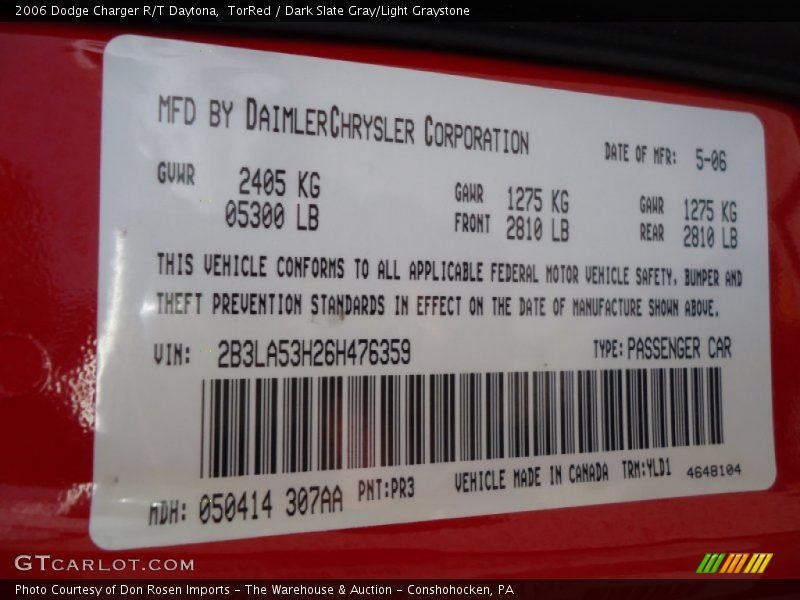 2006 Dodge Charger R/T Daytona,  TorRed / Dark Slate Gray/Light Graystone
MFD BY DAIMLERCHRYSLER CORPORATION
DATE OF MFR: 5-06
GVWR 2405 KG
05300 LB
GAWR 1275 KG
FRONT 2810 LB
GAWR 1275 KG
REAR 2810 LB
THIS VEHICLE CONFORMS TO ALL APPLICABLE FEDERAL MOTOR VEHICLE SAFETY, BUMPER AND
THEFT PREVENTION STANDARDS IN EFFECT ON THE DATE OF MANUFACTURE SHOWN ABOVE.
VIN: 2B3LA53H26H476359 TYPE: PASSENGER CAR
MDH: 050414 307AA PNT:PR3 VEHICLE MADE IN CANADA TRM:YLD1 4648104
GTCARLOT.COM
Photo Courtesy of Don Rosen Imports - The Warehouse & Auction - Conshohocken, PA